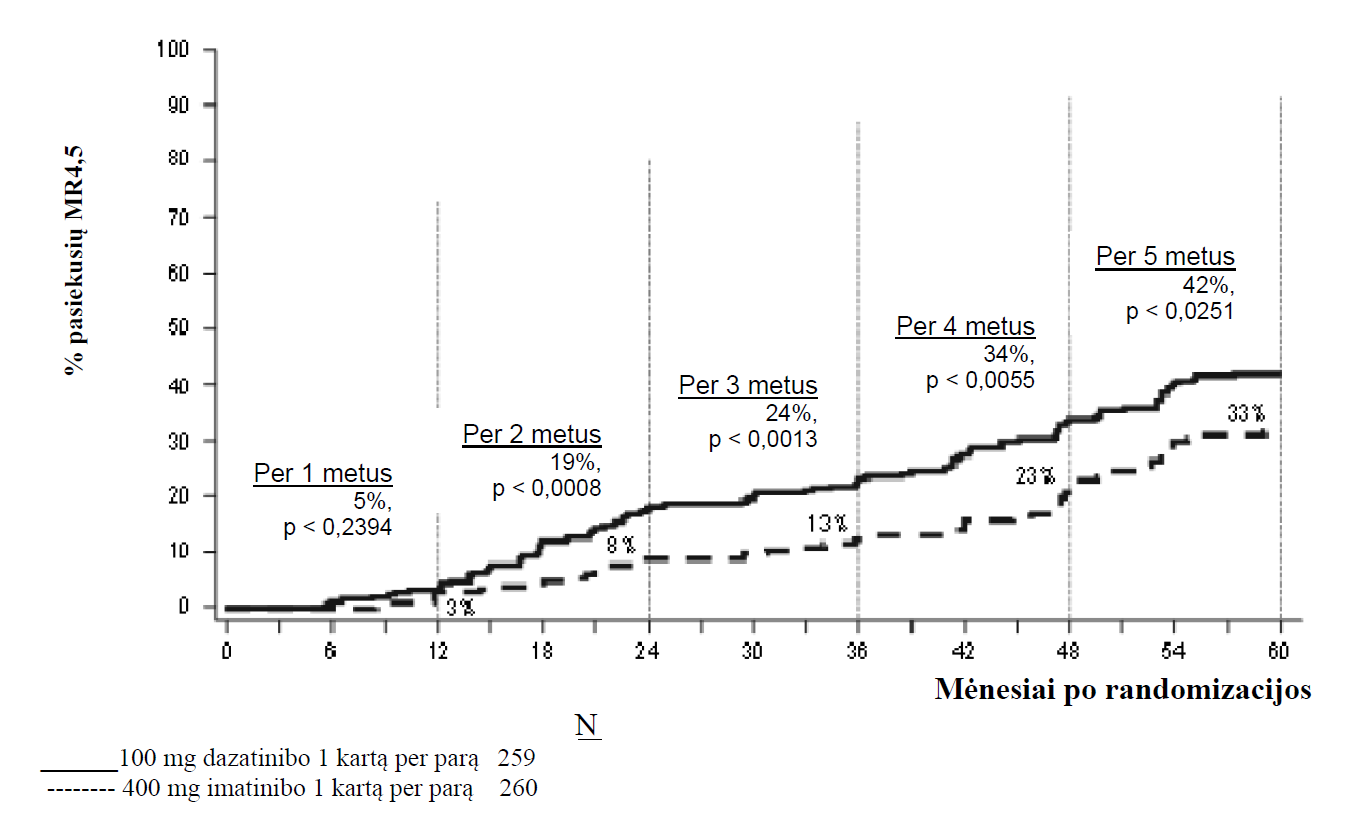 100
90
80
70
60
50
40
30
20
10
0
% pasiekusių MR4,5
Per 1 metus
5%,
p < 0,2394
Per 2 metus
19%,
p < 0,0008
Per 3 metus
24%,
p < 0,0013
Per 4 metus
34%,
p < 0,0055
Per 5 metus
42%,
p < 0,0251
3%
8%
13%
23%
33%
0 6 12 18 24 30 36 42 48 54 60
Mėnesiai po randomizacijos
N
100 mg dazatinibo 1 kartą per parą 259
-------- 400 mg imatinibo 1 kartą per parą 260